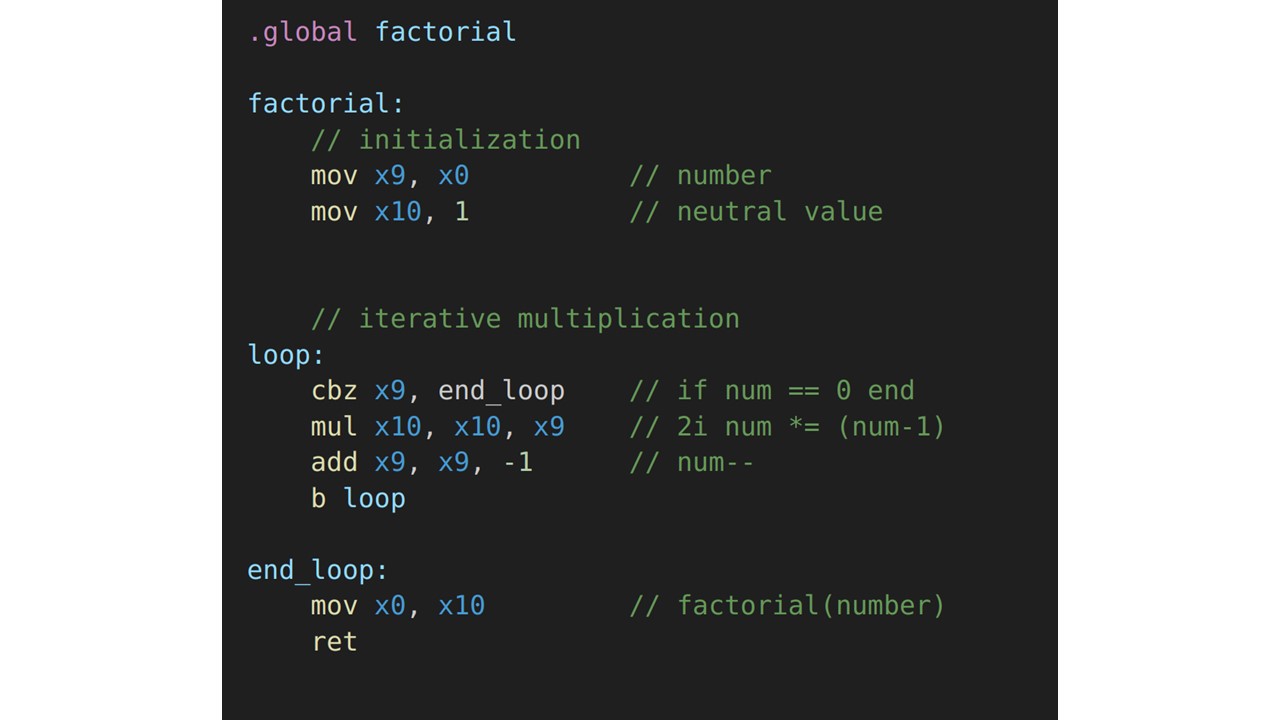 .global factorial
factorial:
// initialization
mov x9, x0 // number
mov x10, 1 // neutral value
// iterative multiplication
loop:
cbz x9, end_loop // if num == 0 end
mul x10, x10, x9 // 2i num *= (num-1)
add x9, x9, -1 // num--
b loop
end_loop:
mov x0, x10 // factorial(number)
ret